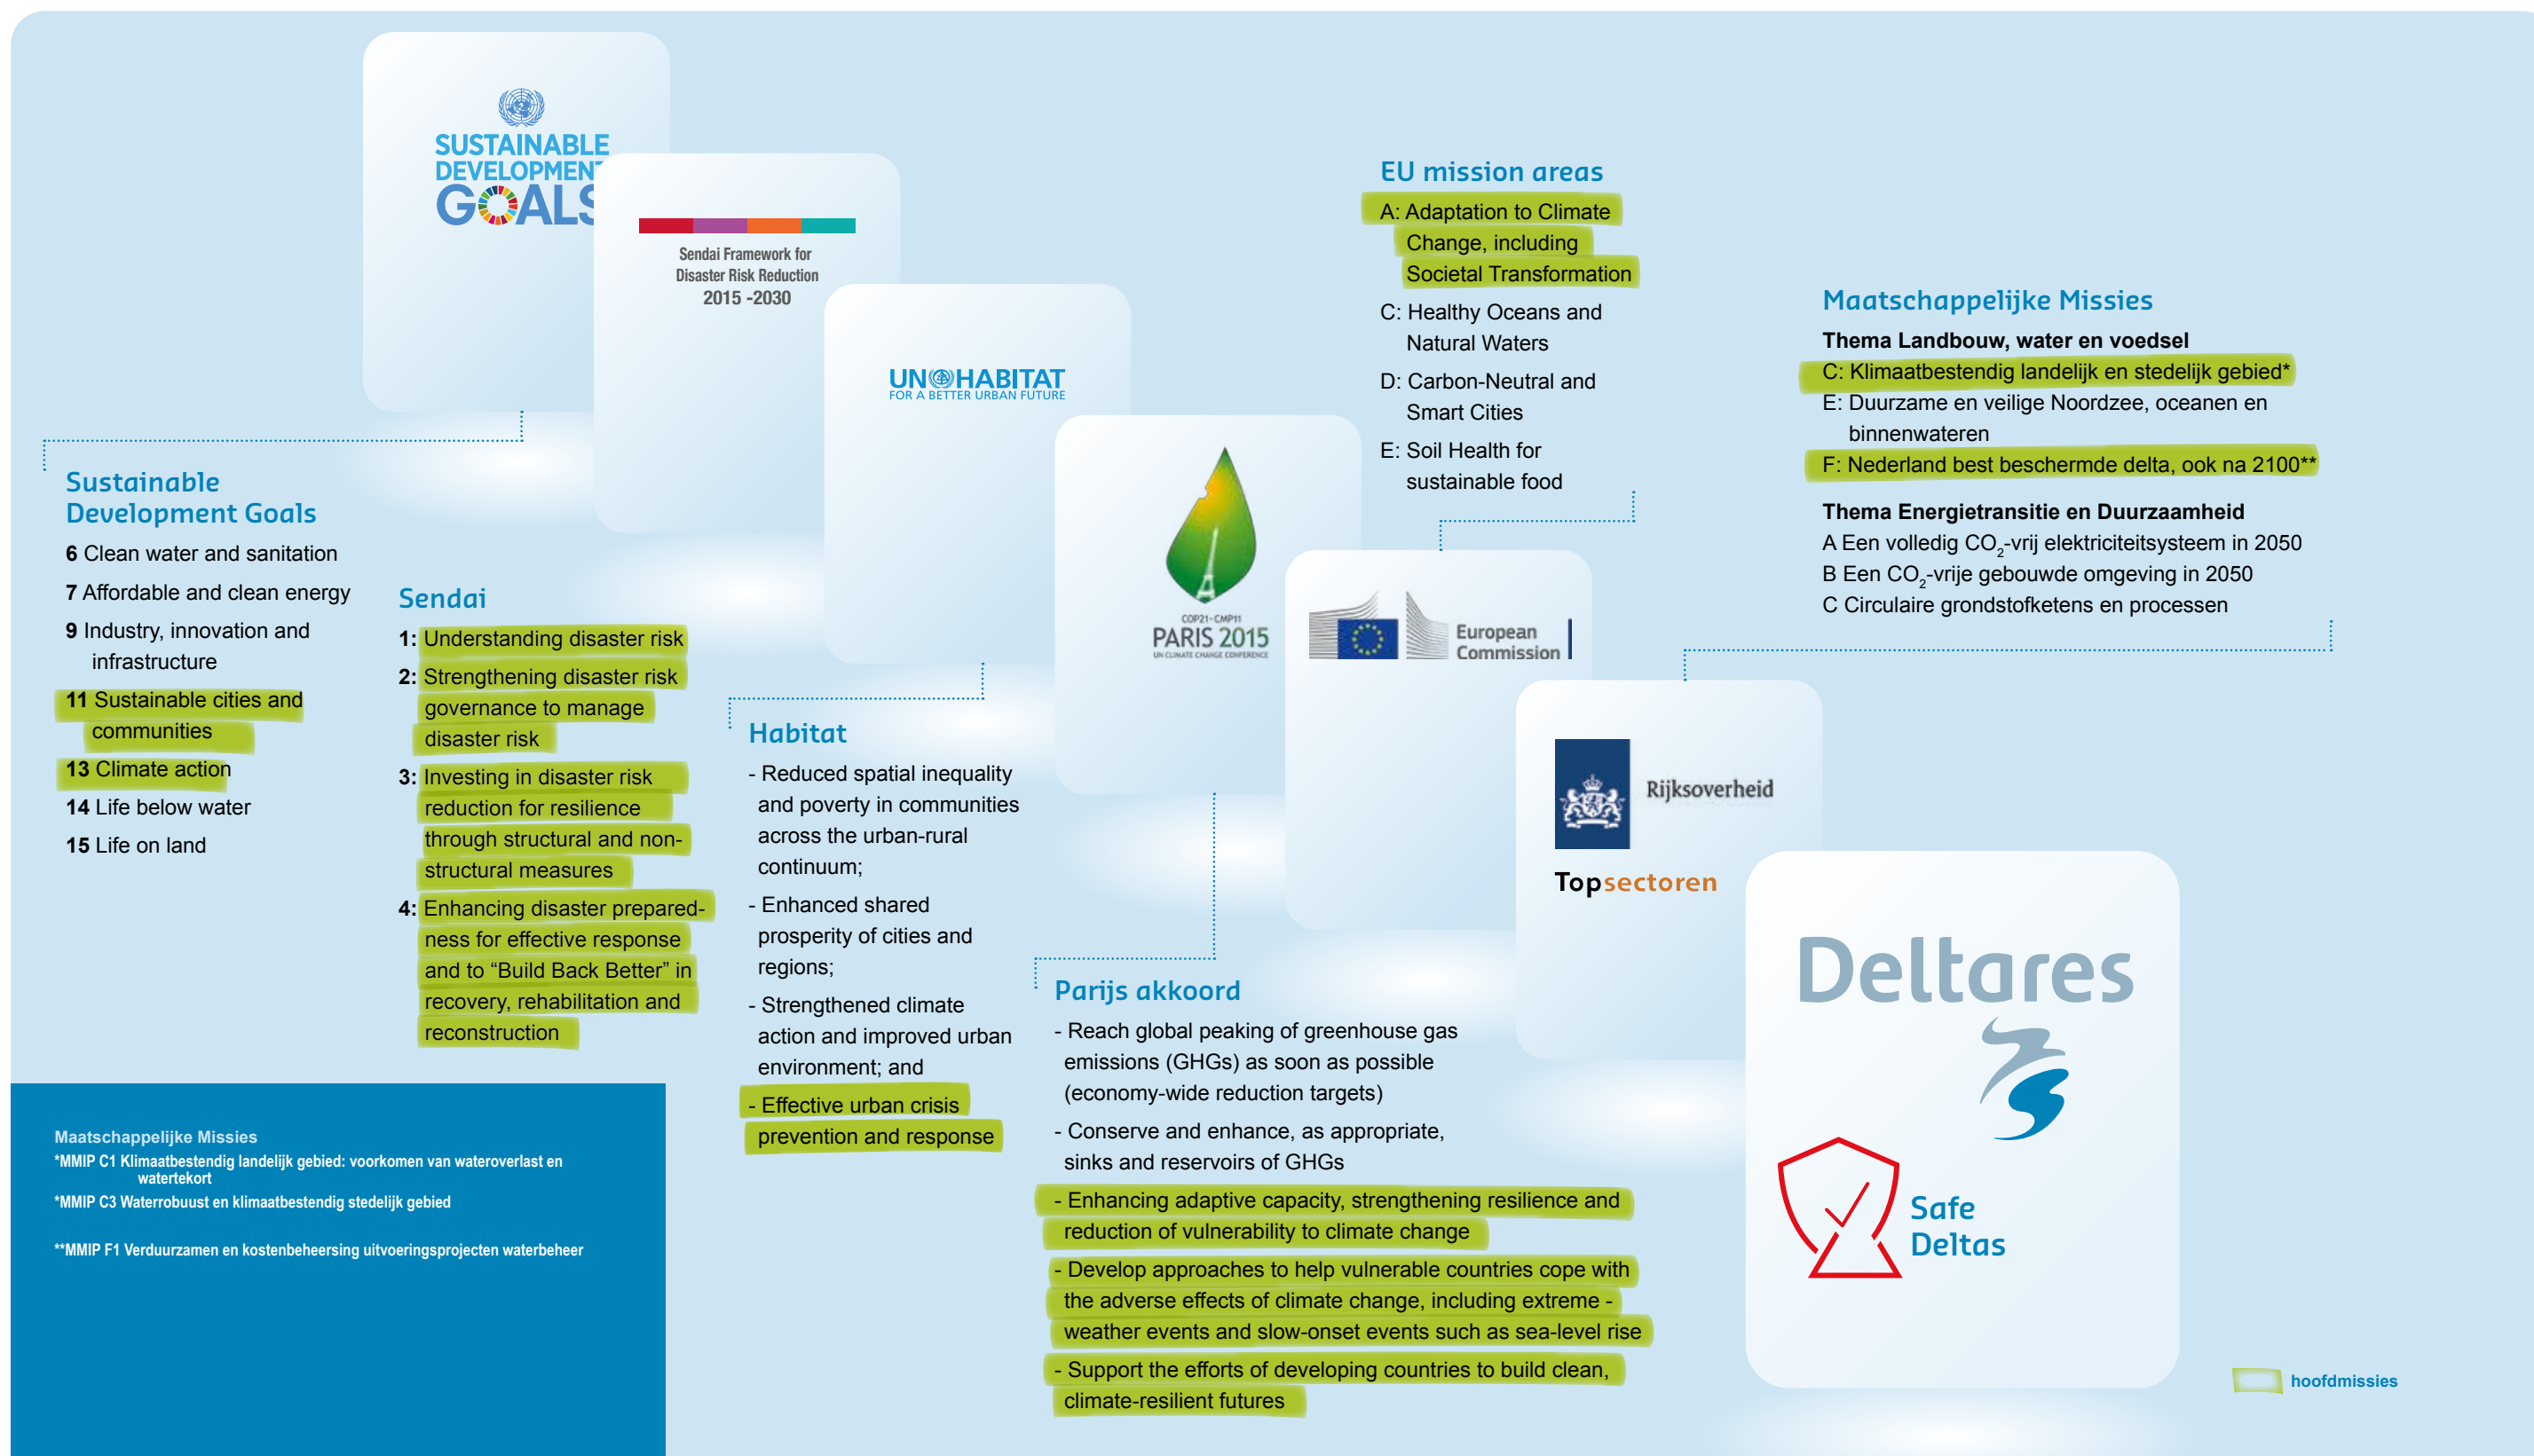 SUSTAINABLE
DEVELOPMENT
GOALS
Sendai Framework for
Disaster Risk Reduction
2015 -2030
UN HABITAT
FOR A BETTER URBAN FUTURE
COP21-CMP11
PARIS 2015
UN CLIMATE CHANGE CONFERENCE
European
Commission
Rijksoverheid
Topsectoren
Deltares
Safe
Deltas
Sustainable
Development Goals
6 Clean water and sanitation
7 Affordable and clean energy
9 Industry, innovation and
infrastructure
11 Sustainable cities and
communities
13 Climate action
14 Life below water
15 Life on land
Sendai
1: Understanding disaster risk
2: Strengthening disaster risk
governance to manage
disaster risk
3: Investing in disaster risk
reduction for resilience
through structural and non-
structural measures
4: Enhancing disaster prepared-
ness for effective response
and to “Build Back Better” in
recovery, rehabilitation and
reconstruction
Habitat
- Reduced spatial inequality
and poverty in communities
across the urban-rural
continuum;
- Enhanced shared
prosperity of cities and
regions;
- Strengthened climate
action and improved urban
environment; and
- Effective urban crisis
prevention and response
Parijs akkoord
- Reach global peaking of greenhouse gas
emissions (GHGs) as soon as possible
(economy-wide reduction targets)
- Conserve and enhance, as appropriate,
sinks and reservoirs of GHGs
- Enhancing adaptive capacity, strengthening resilience and
reduction of vulnerability to climate change
- Develop approaches to help vulnerable countries cope with
the adverse effects of climate change, including extreme -
weather events and slow-onset events such as sea-level rise
- Support the efforts of developing countries to build clean,
climate-resilient futures
EU mission areas
A: Adaptation to Climate
Change, including
Societal Transformation
C: Healthy Oceans and
Natural Waters
D: Carbon-Neutral and
Smart Cities
E: Soil Health for
sustainable food
Maatschappelijke Missies
Thema Landbouw, water en voedsel
C: Klimaatbestendig landelijk en stedelijk gebied*
E: Duurzame en veilige Noordzee, oceanen en
binnenwateren
F: Nederland best beschermde delta, ook na 2100**
Thema Energietransitie en Duurzaamheid
A Een volledig CO2-vrij elektriciteitsysteem in 2050
B Een CO2-vrije gebouwde omgeving in 2050
C Circulaire grondstofketens en processen
Maatschappelijke Missies
*MMIP C1 Klimaatbestendig landelijk gebied: voorkomen van wateroverlast en
watertekort
*MMIP C3 Waterrobuust en klimaatbestendig stedelijk gebied
**MMIP F1 Verduurzamen en kostenbeheersing uitvoeringsprojecten waterbeheer
hoofdmissies